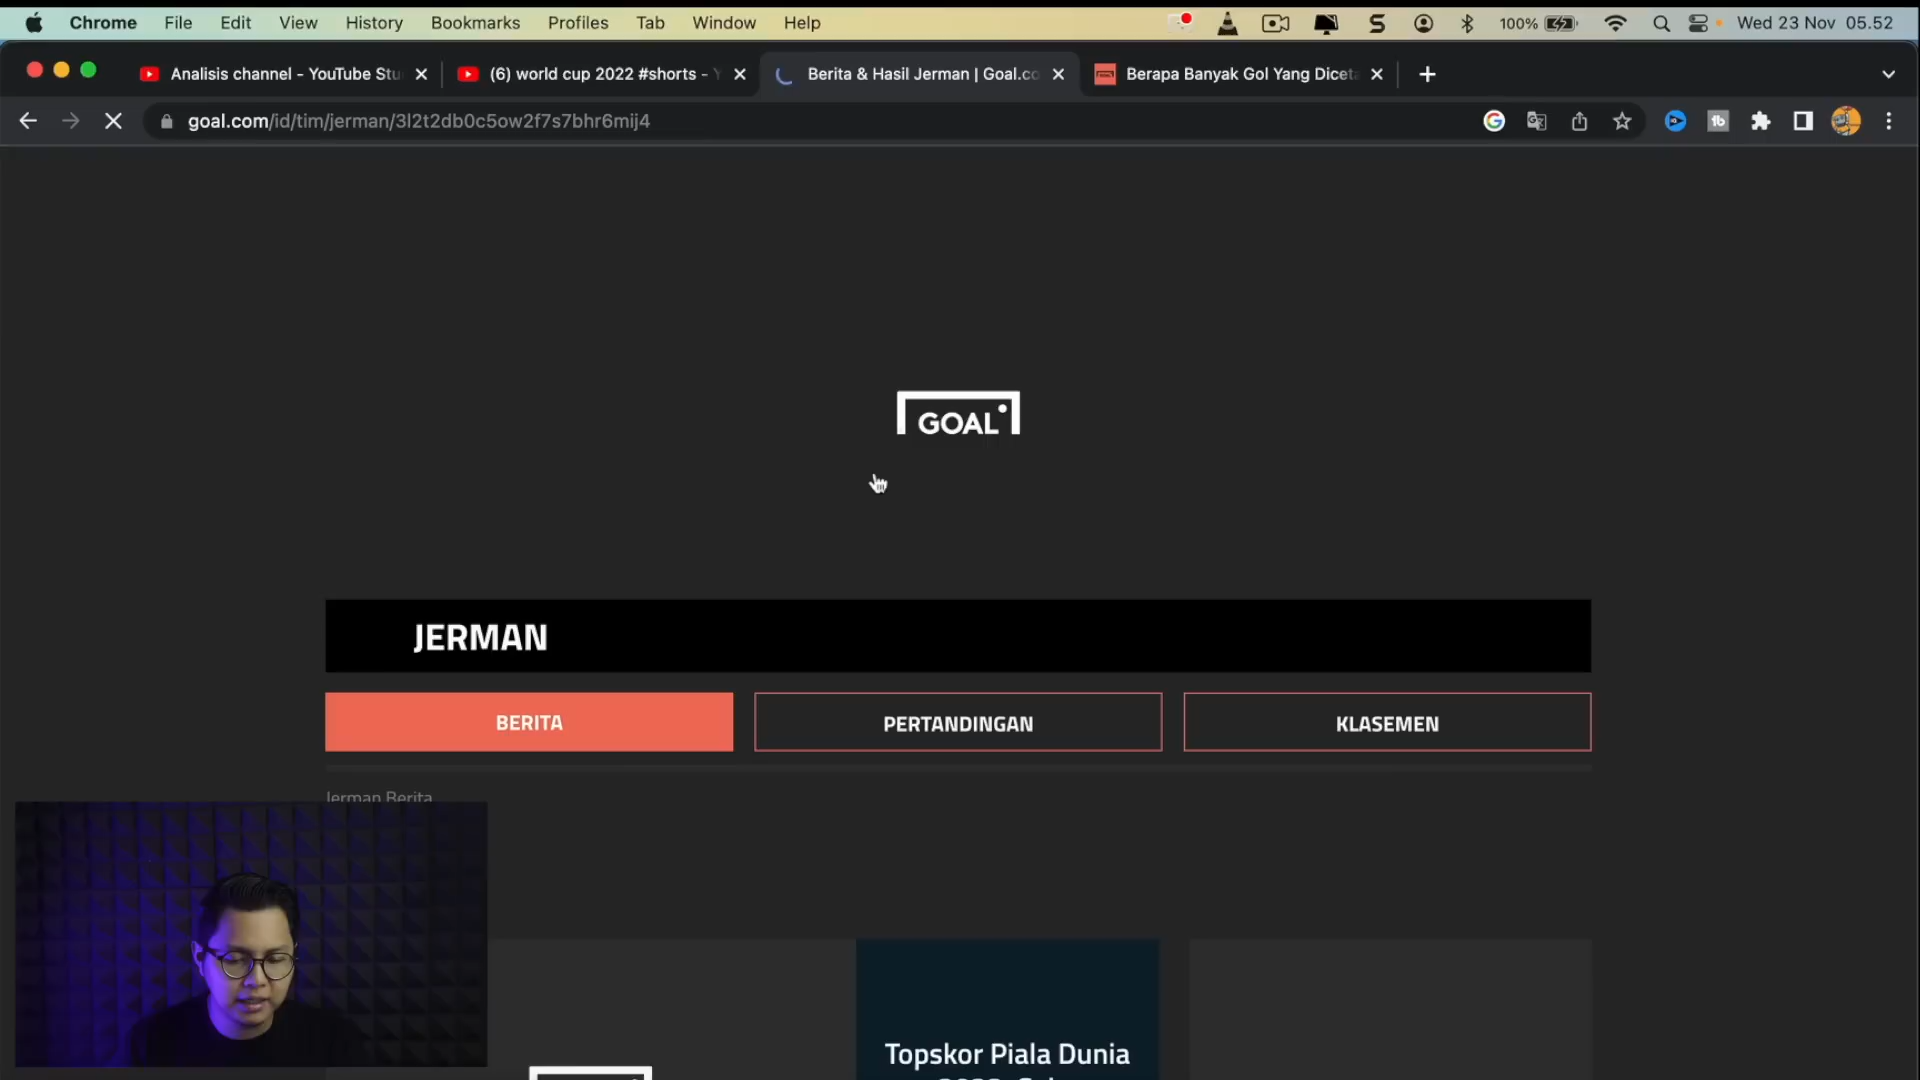 Chrome File Edit View History Bookmarks Profiles Tab Window Help 100% Wed 23 Nov 05.52
Analisis channel - YouTube Stu (6) world cup 2022 #shorts - Berita & Hasil Jerman | Goal.co Berapa Banyak Gol Yang Diceta
goal.com/id/tim/jerman/3l2t2db0c5ow2f7s7bhr6mij4
GOAL
JERMAN
BERITA PERTANDINGAN KLASEMEN
Jerman Berita
Topskor Piala Dunia